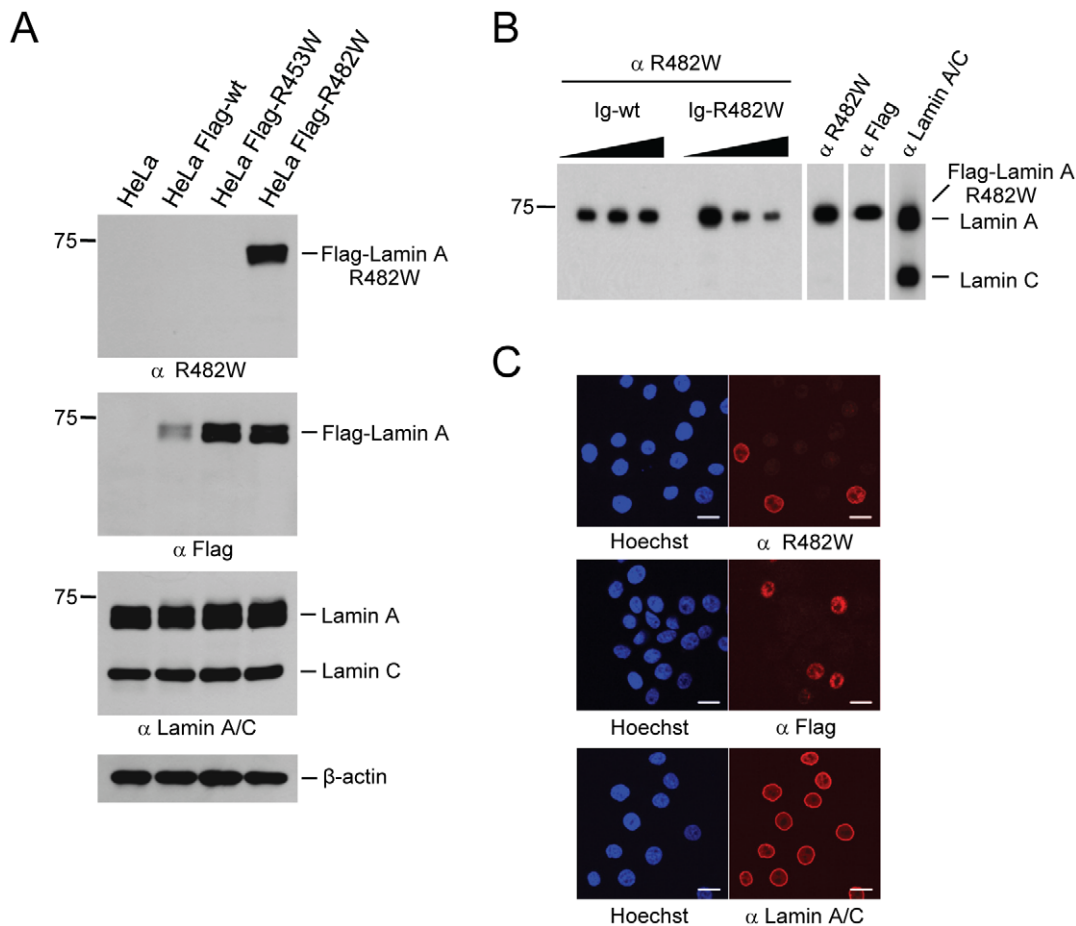 A
HeLa
HeLa Flag-wt
HeLa Flag-R453W
HeLa Flag-R482W
75
Flag-Lamin A
R482W
α R482W
75
Flag-Lamin A
α Flag
75
Lamin A
Lamin C
α Lamin A/C
β-actin
B
α R482W
Ig-wt
Ig-R482W
α R482W
α Flag
α Lamin A/C
75
Flag-Lamin A
R482W
Lamin A
Lamin C
C
Hoechst
α R482W
Hoechst
α Flag
Hoechst
α Lamin A/C